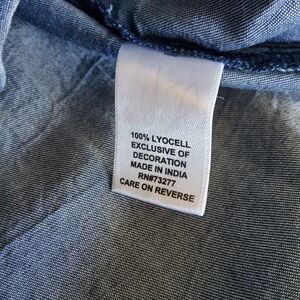 100% LYOCELL
EXCLUSIVE OF
DECORATION
MADE IN INDIA
RN#73277
CARE ON REVERSE